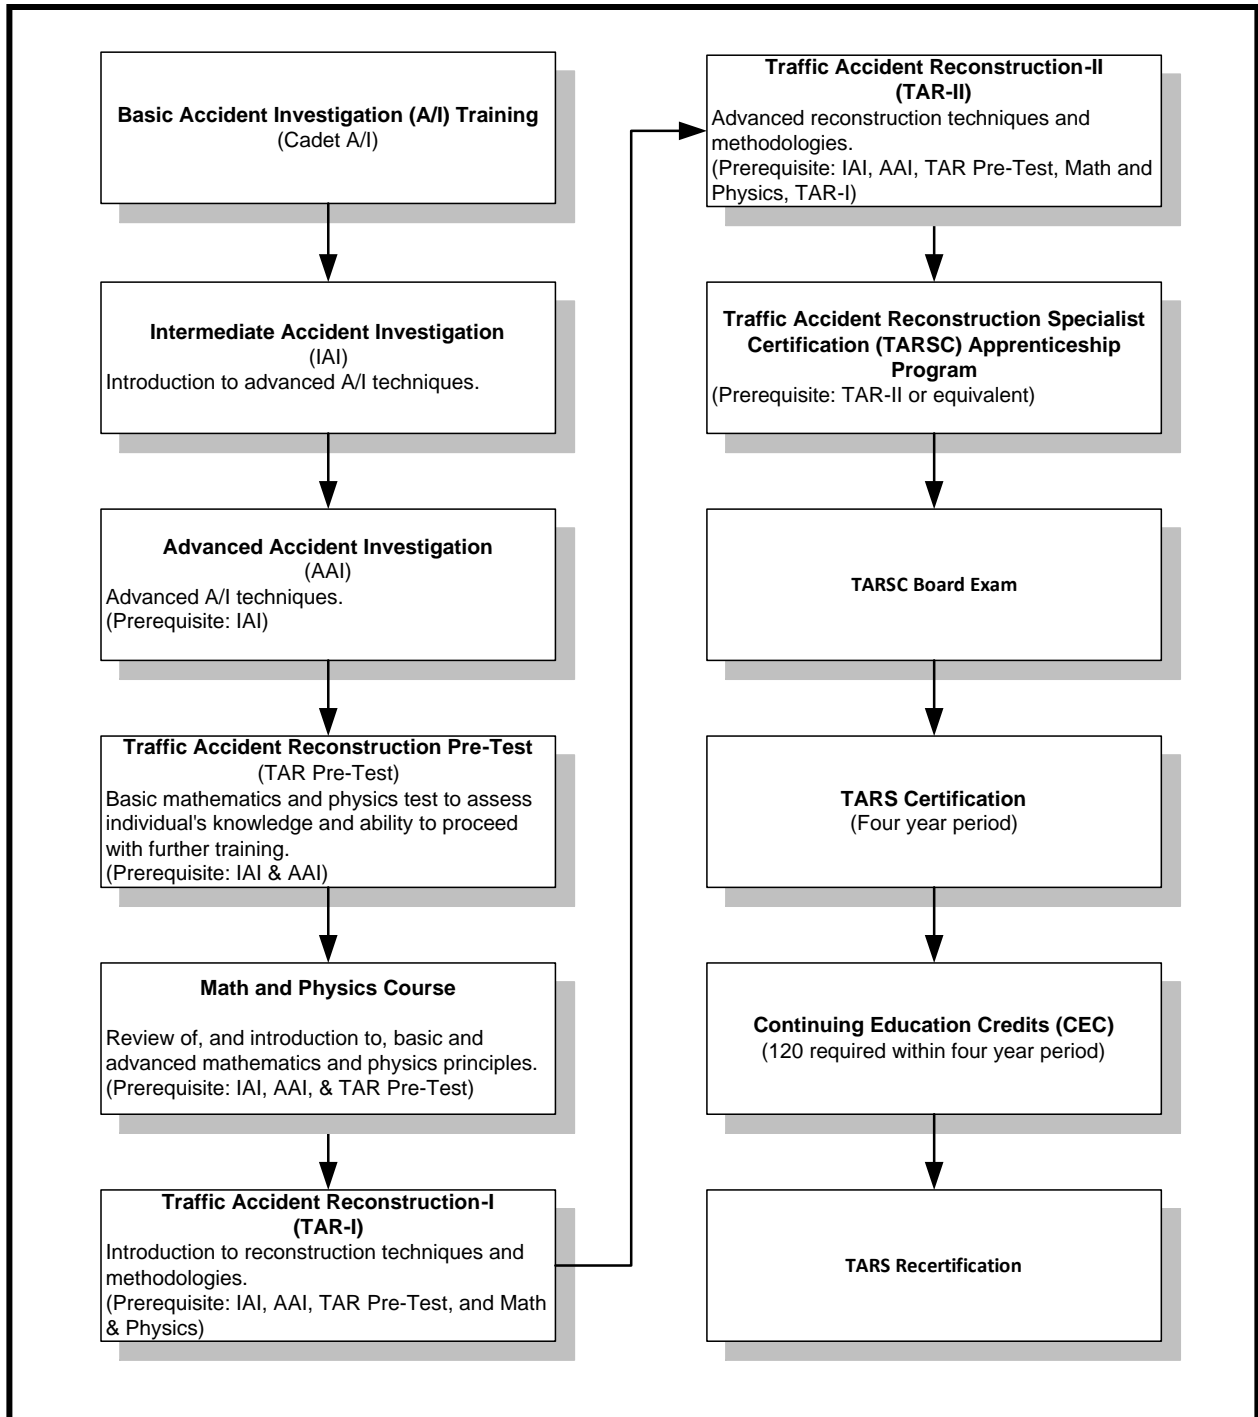 Basic Accident Investigation (A/I) Training
(Cadet A/I)
Intermediate Accident Investigation
(IAI)
Introduction to advanced A/I techniques.
Advanced Accident Investigation
(AAI)
Advanced A/I techniques.
(Prerequisite: IAI)
Traffic Accident Reconstruction Pre-Test
(TAR Pre-Test)
Basic mathematics and physics test to assess
individual's knowledge and ability to proceed
with further training.
(Prerequisite: IAI & AAI)
Math and Physics Course
Review of, and introduction to, basic and
advanced mathematics and physics principles.
(Prerequisite: IAI, AAI, & TAR Pre-Test)
Traffic Accident Reconstruction-I
(TAR-I)
Introduction to reconstruction techniques and
methodologies.
(Prerequisite: IAI, AAI, TAR Pre-Test, and Math
& Physics)
Traffic Accident Reconstruction-II
(TAR-II)
Advanced reconstruction techniques and
methodologies.
(Prerequisite: IAI, AAI, TAR Pre-Test, Math and
Physics, TAR-I)
Traffic Accident Reconstruction Specialist
Certification (TARSC) Apprenticeship
Program
(Prerequisite: TAR-II or equivalent)
TARSC Board Exam
TARS Certification
(Four year period)
Continuing Education Credits (CEC)
(120 required within four year period)
TARS Recertification